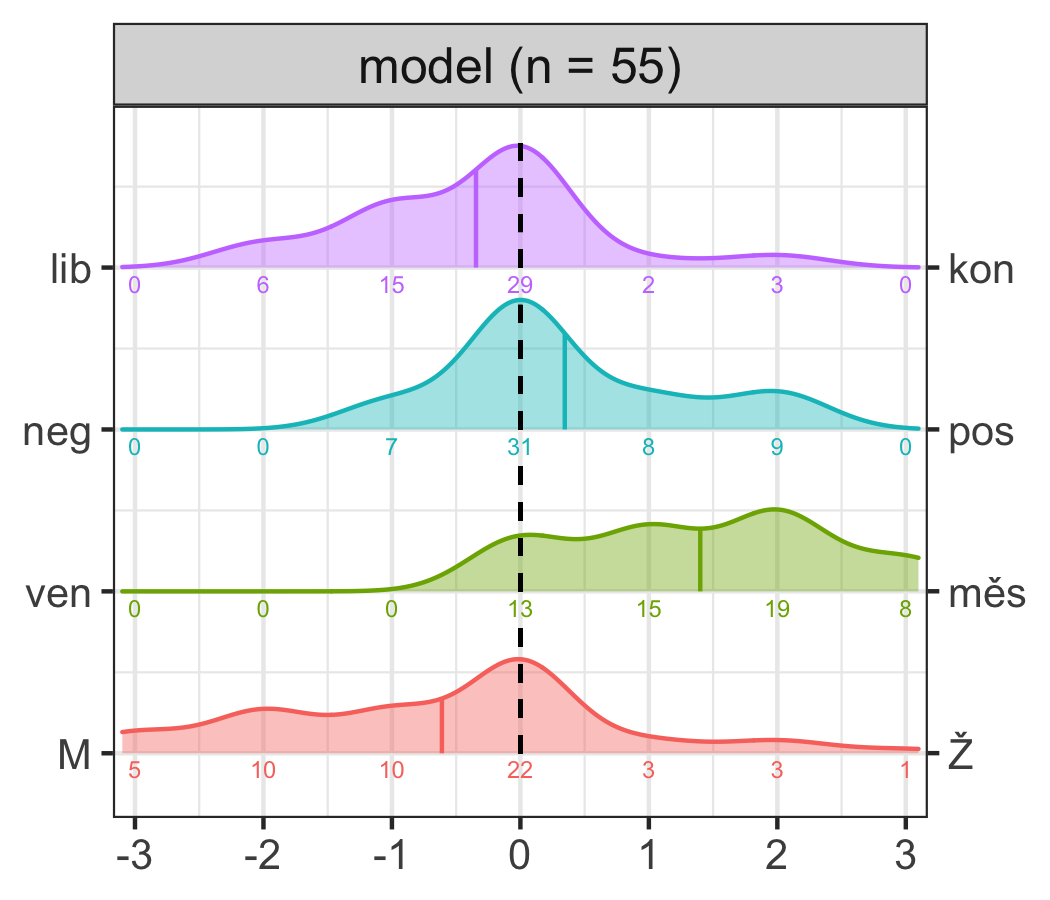 model (n = 55)
lib kon
0 6 15 29 2 3 0
neg pos
0 0 7 31 8 9 0
ven měs
0 0 0 13 15 19 8
M Ž
5 10 10 22 3 3 1
-3 -2 -1 0 1 2 3